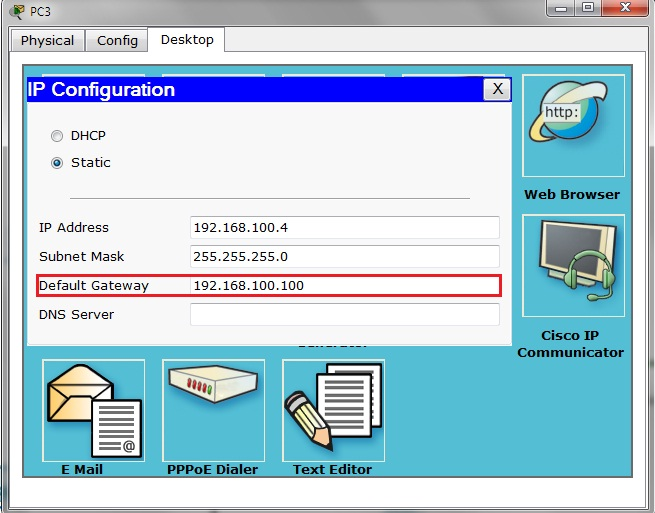 PC3
Physical Config Desktop
IP Configuration X
http:
DHCP
Static
Web Browser
IP Address 192.168.100.4
Subnet Mask 255.255.255.0
Default Gateway 192.168.100.100
DNS Server
Cisco IP
Communicator
@
E Mail PPPoE Dialer Text Editor